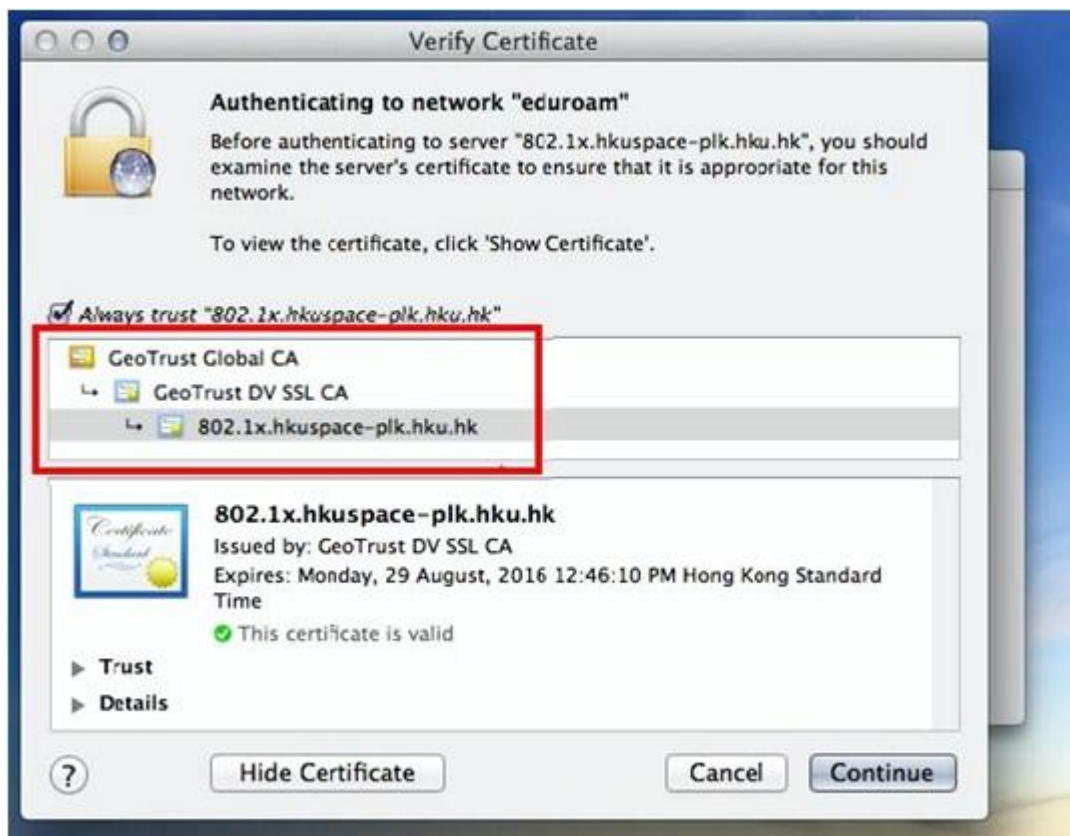 Verify Certificate
Authenticating to network "eduroam"
Before authenticating to server "802.1x.hkuspace-plk.hku.hk", you should
examine the server's certificate to ensure that it is appropriate for this
network.
To view the certificate, click 'Show Certificate'.
Always trust "802.1x.hkuspace-plk.hku.hk"
GeoTrust Global CA
GeoTrust DV SSL CA
802.1x.hkuspace-plk.hku.hk
Certificate
Standard
802.1x.hkuspace-plk.hku.hk
Issued by: GeoTrust DV SSL CA
Expires: Monday, 29 August, 2016 12:46:10 PM Hong Kong Standard
Time
This certificate is valid
Trust
Details
?
Hide Certificate
Cancel
Continue